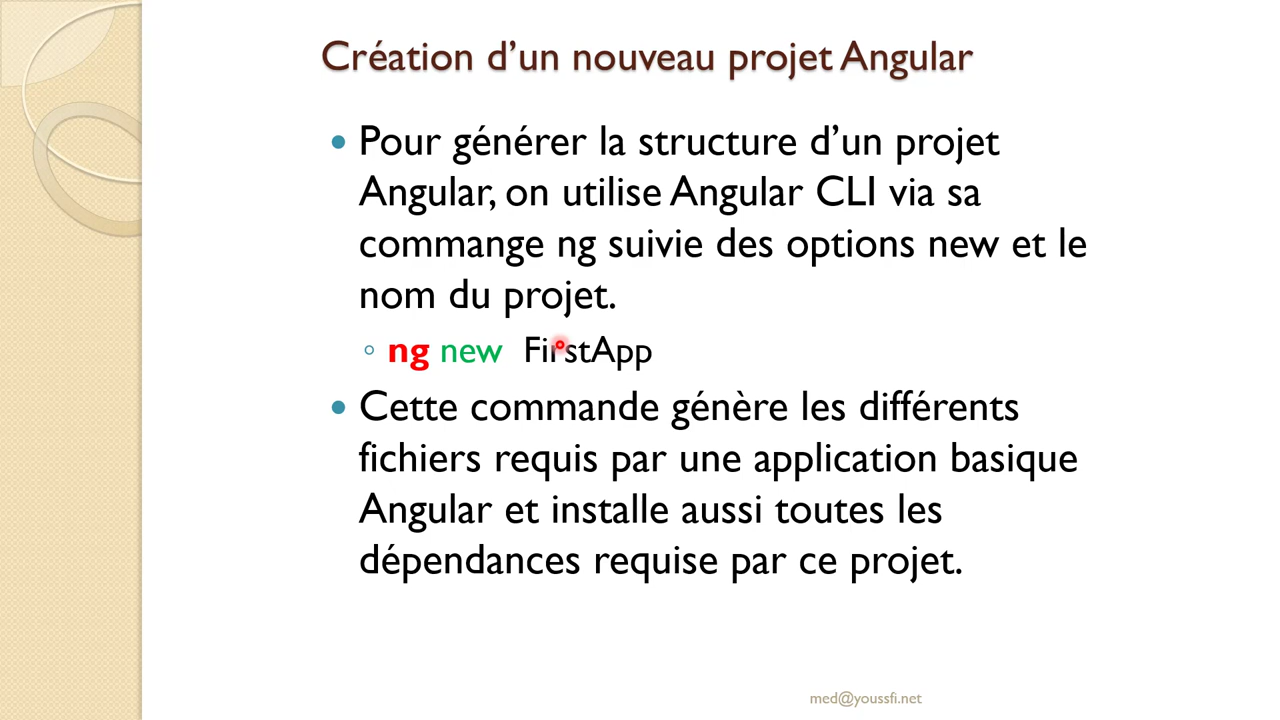 Création d’un nouveau projet Angular
• Pour générer la structure d’un projet
Angular, on utilise Angular CLI via sa
commange ng suivie des options new et le
nom du projet.
◦ ng new FirstApp
• Cette commande génère les différents
fichiers requis par une application basique
Angular et installe aussi toutes les
dépendances requise par ce projet.
med@youssfi.net